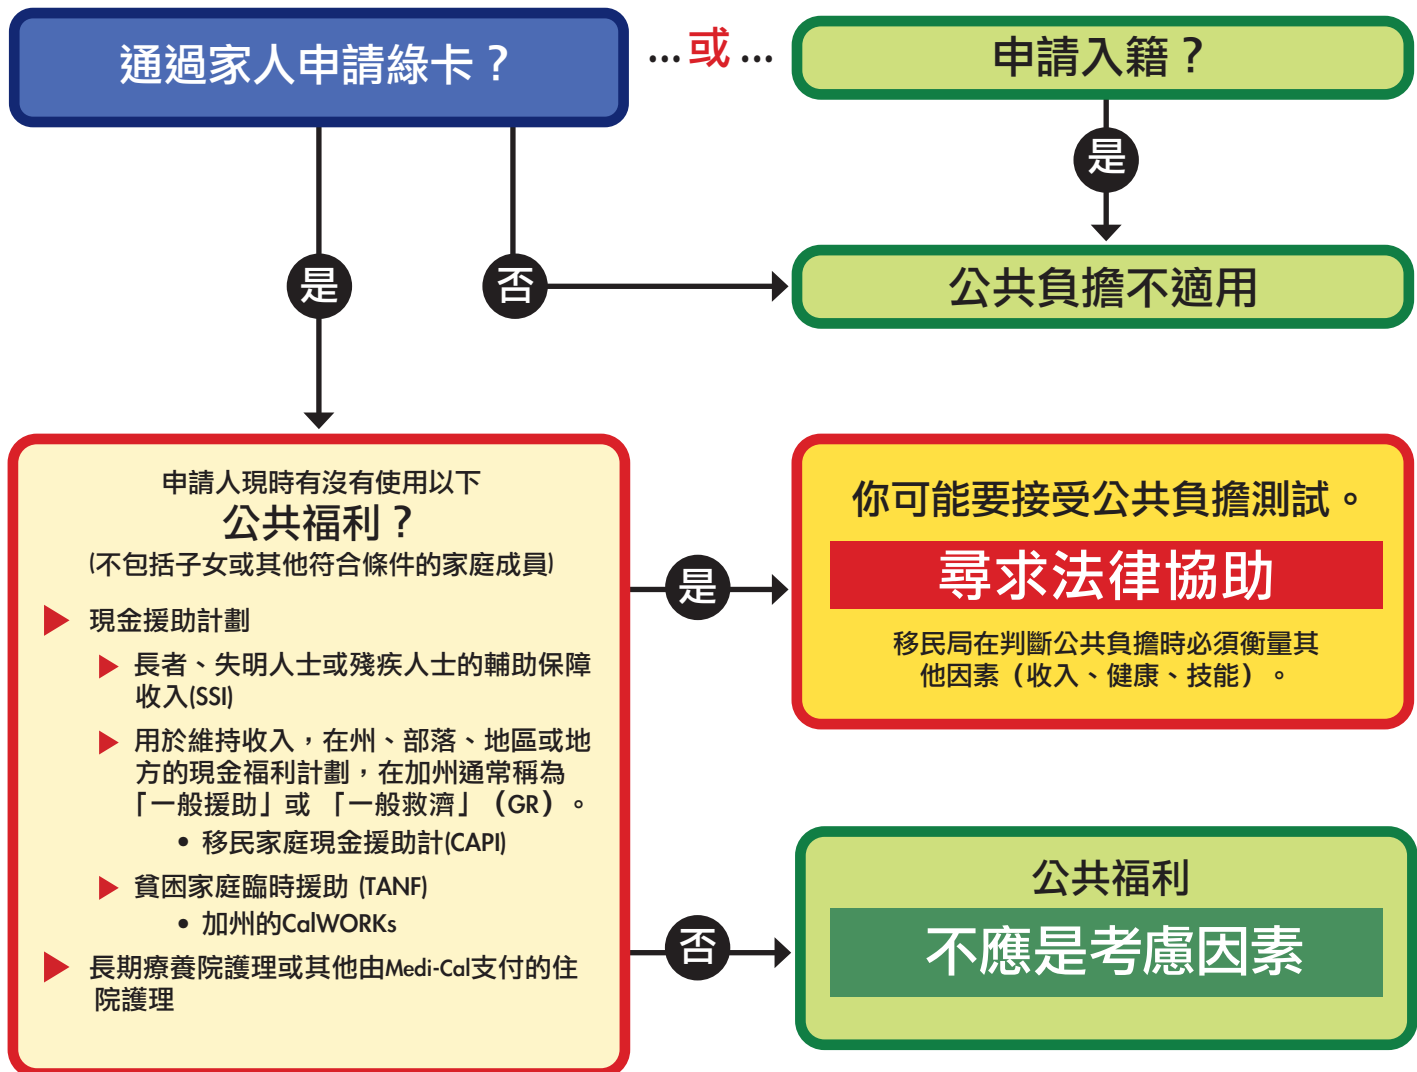 通過家人申請綠卡？
...或...
申請入籍？
是
是
否
公共負擔不適用
申請人現時有沒有使用以下
公共福利？
(不包括子女或其他符合條件的家庭成員)
現金援助計劃
長者、失明人士或殘疾人士的輔助保障
收入(SSI)
用於維持收入，在州、部落、地區或地
方的現金福利計劃，在加州通常稱為
「一般援助」或 「一般救濟」（GR）。
• 移民家庭現金援助計(CAPI)
貧困家庭臨時援助 (TANF)
• 加州的CalWORKs
長期療養院護理或其他由Medi-Cal支付的住
院護理
是
你可能要接受公共負擔測試。
尋求法律協助
移民局在判斷公共負擔時必須衡量其
他因素（收入、健康、技能）。
否
公共福利
不應是考慮因素